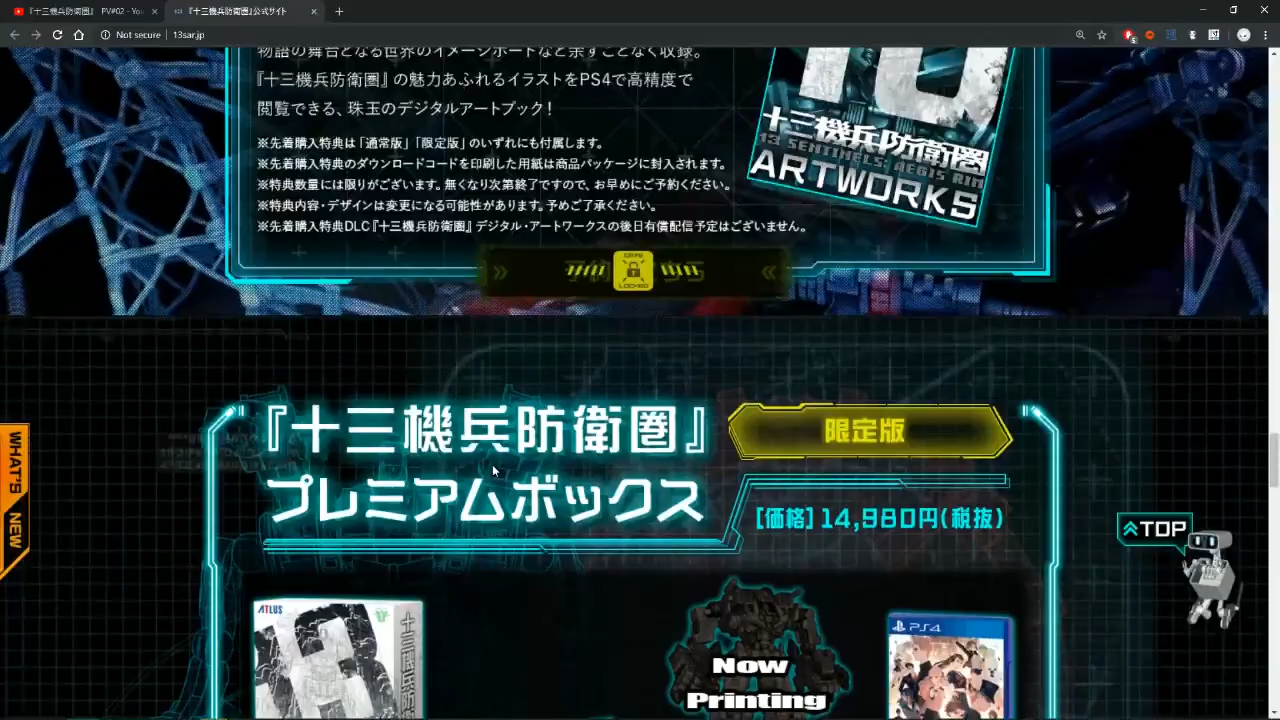 『十三機兵防衛圏』 PV#02 - You
『十三機兵防衛圏』公式サイト
Not secure
13sar.jp
物語の舞台となる世界のイメージボードなど余すことなく収録。
『十三機兵防衛圏』の魅力あふれるイラストをPS4で高精度で
閲覧できる、珠玉のデジタルアートブック!
※先着購入特典は「通常版」「限定版」のいずれにも付属します。
※先着購入特典のダウンロードコードを印刷した用紙は商品パッケージに封入されます。
※特典数量には限りがございます。無くなり次第終了ですので、お早めにご予約ください。
※特典内容・デザインは変更になる可能性があります。予めご了承ください。
※先着購入特典DLC『十三機兵防衛圏』デジタル・アートワークスの後日有償配信予定はございません。
十三機兵防衛圏
13 SENTINELS: AEGIS RIM
ARTWORKS
LOCKED
『十三機兵防衛圏』
プレミアムボックス
限定版
[価格] 14,980円(税抜)
WHAT'S NEW
TOP
ATLUS
十三機兵防
Now
Printing
PS4